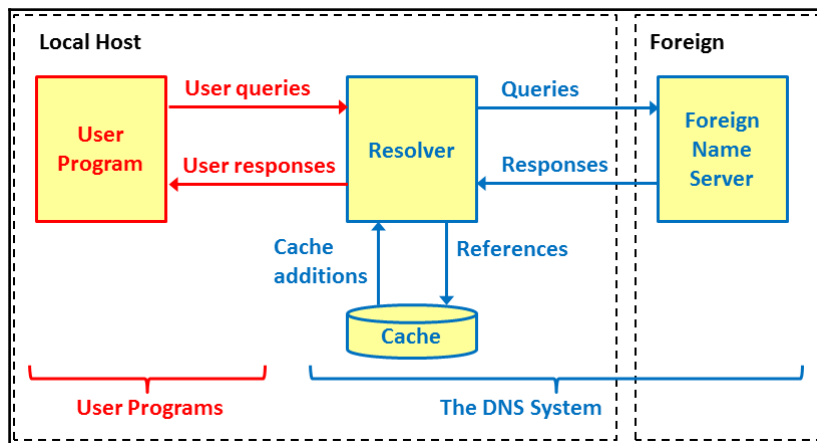 Local Host
Foreign
User queries
Queries
User
Program
Resolver
Foreign
Name
Server
User responses
Responses
Cache
additions
References
Cache
User Programs
The DNS System